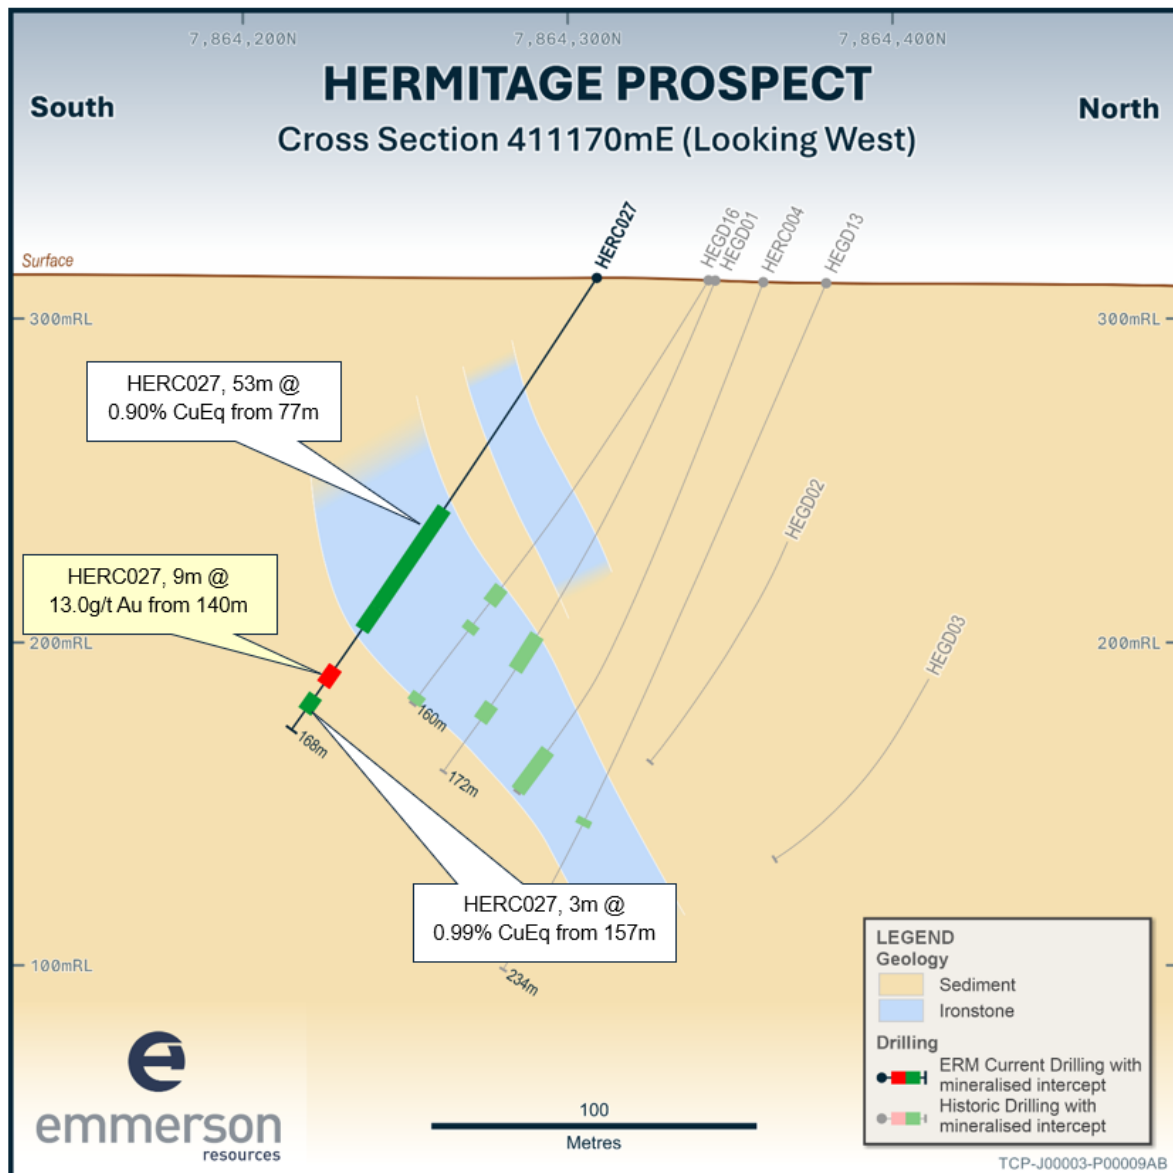 7,864,200N
7,864,300N
7,864,400N
HERMITAGE PROSPECT
South
North
Cross Section 411170mE (Looking West)
HERC027
HEGD16
HEGD01
HERC004
HEGD13
Surface
300mRL
300mRL
HERC027, 53m @
0.90% CuEq from 77m
HEGD02
HERC027, 9m @
13.0g/t Au from 140m
200mRL
200mRL
HEGD03
160m
168m
172m
HERC027, 3m @
0.99% CuEq from 157m
100mRL
234m
LEGEND
Geology
Sediment
Ironstone
Drilling
ERM Current Drilling with
mineralised intercept
Historic Drilling with
mineralised intercept
emmerson
resources
100
Metres
TCP-J00003-P00009AB